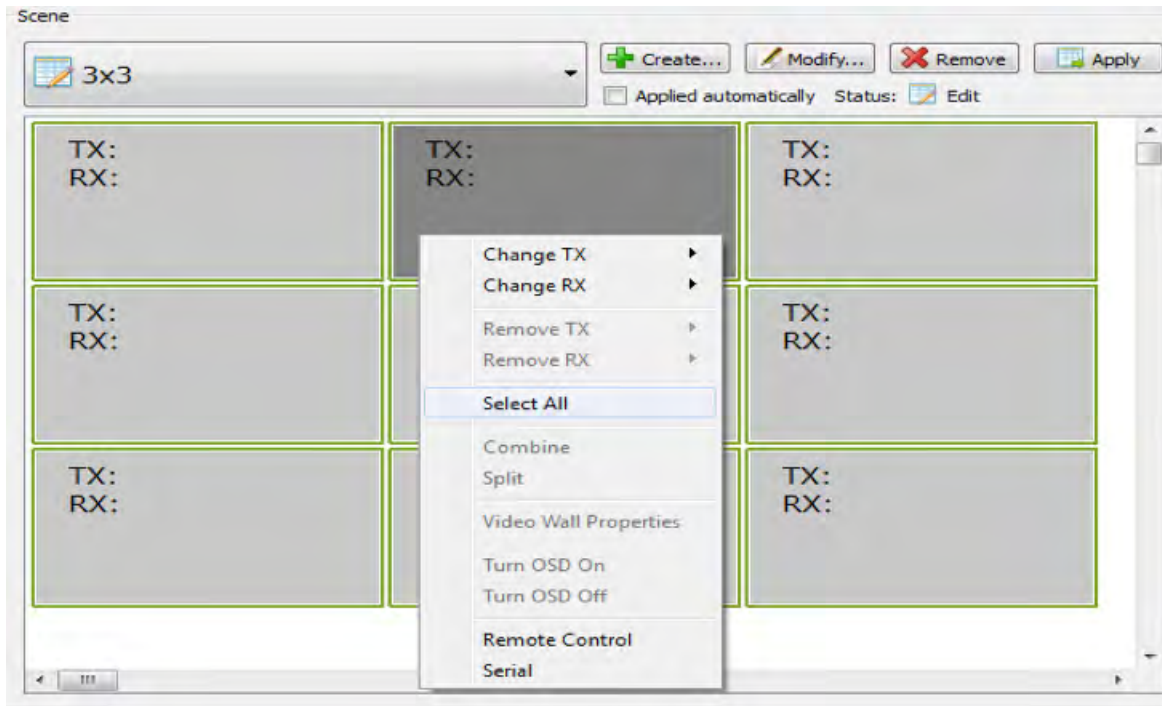 Scene
3x3
Create... Modify... Remove Apply
Applied automatically Status: Edit
TX: TX: TX:
RX: RX: RX:
Change TX
Change RX
TX: TX:
RX: RX:
Remove TX
Remove RX
Select All
Combine
Split
TX: TX:
RX: RX:
Video Wall Properties
Turn OSD On
Turn OSD Off
Remote Control
Serial